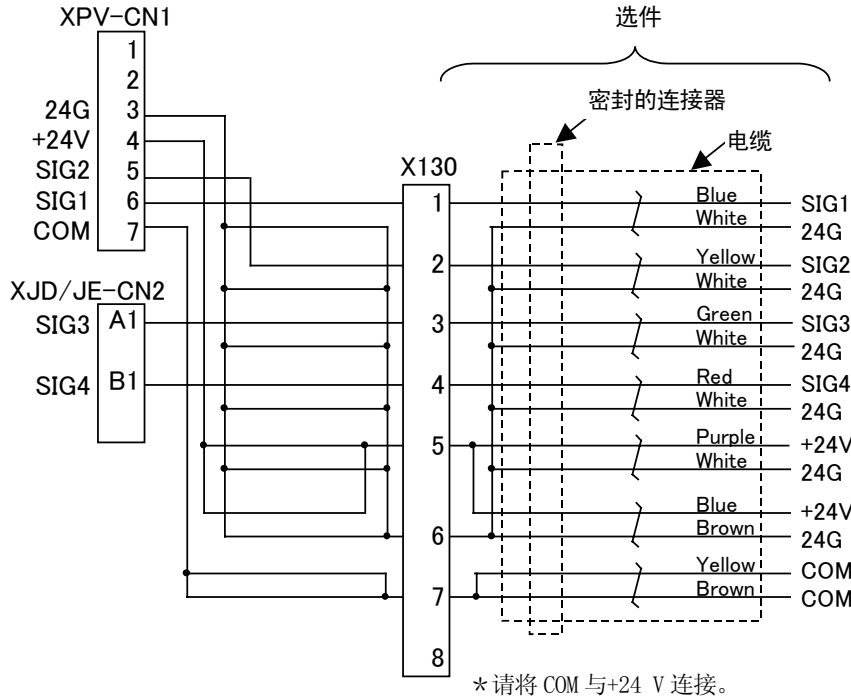 XPV-CN1
选件
1
2
24G 3
+24V 4
SIG2 5
SIG1 6
COM 7
密封的连接器
电缆
X130
1 Blue SIG1
White 24G
2 Yellow SIG2
White 24G
XJD/JE-CN2
SIG3 A1
3 Green SIG3
White 24G
SIG4 B1
4 Red SIG4
White 24G
5 Purple +24V
White 24G
Blue +24V
6 Brown 24G
Yellow COM
7 Brown COM
8
*请将 COM 与+24 V 连接。